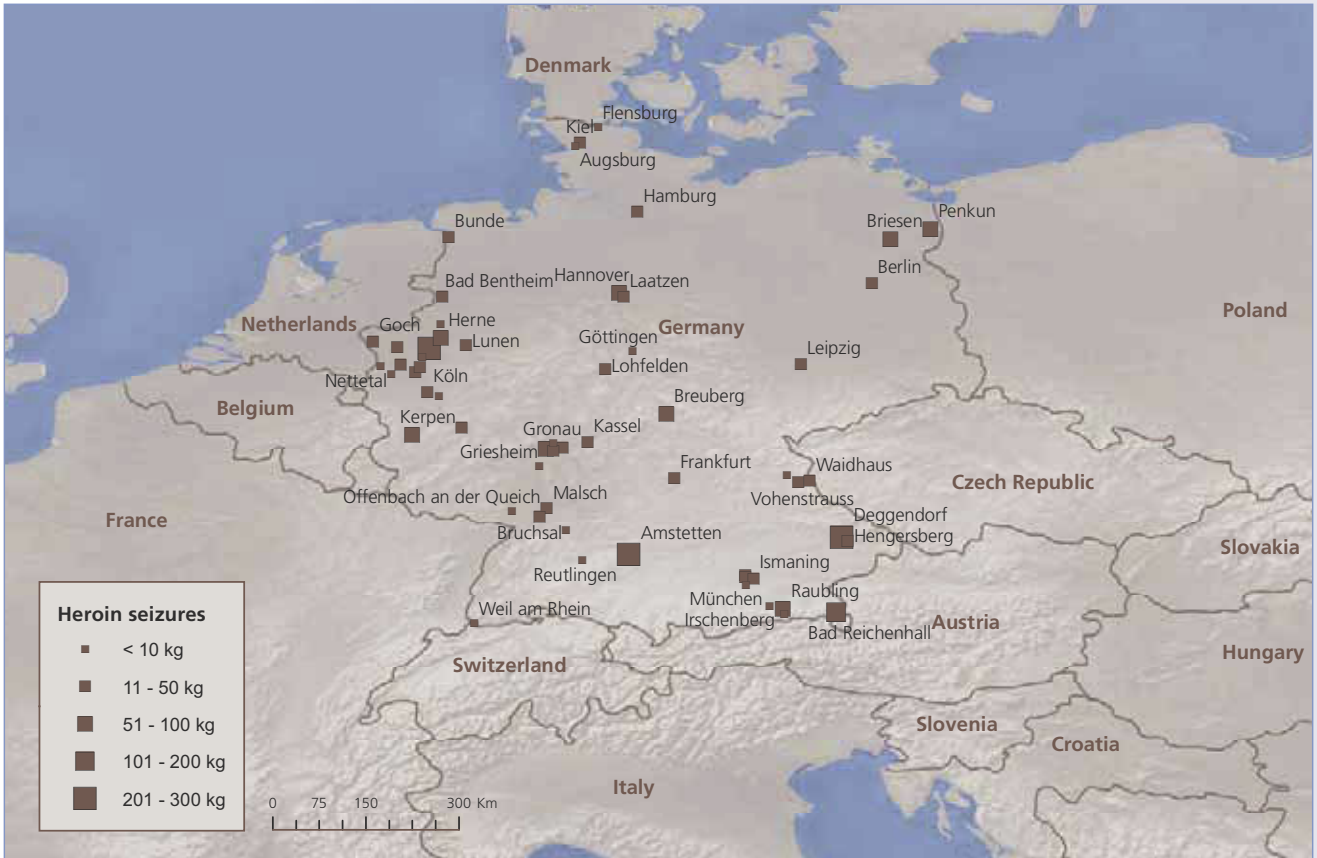 Denmark
Flensburg
Kiel
Augsburg
Hamburg
Penkun
Briesen
Bunde
Berlin
Hannover
Bad Bentheim
Laatzen
Netherlands
Goch
Herne
Germany
Poland
Lunen
Göttingen
Leipzig
Lohfelden
Nettetal
Köln
Belgium
Breuberg
Kerpen
Gronau
Kassel
Griesheim
Frankfurt
Waidhaus
Czech Republic
Vohenstrauss
Offenbach an der Queich
Malsch
France
Deggendorf
Bruchsal
Amstetten
Hengersberg
Slovakia
Ismaning
Reutlingen
München
Raubling
Weil am Rhein
Irschenberg
Austria
Bad Reichenhall
Hungary
Switzerland
Slovenia
Croatia
Italy
Heroin seizures
< 10 kg
11 - 50 kg
51 - 100 kg
101 - 200 kg
201 - 300 kg
0 75 150 300 Km